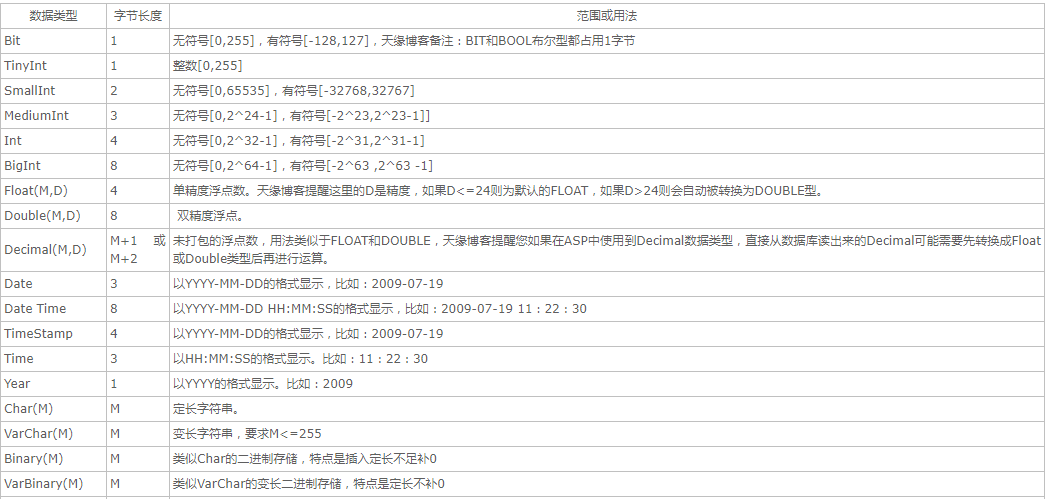 数据类型 字节长度 范围或用法
Bit 1 无符号[0,255]，有符号[-128,127]，天缘博客备注：BIT和BOOL布尔型都占用1字节
TinyInt 1 整数[0,255]
SmallInt 2 无符号[0,65535]，有符号[-32768,32767]
MediumInt 3 无符号[0,2^24-1]，有符号[-2^23,2^23-1]]
Int 4 无符号[0,2^32-1]，有符号[-2^31,2^31-1]
BigInt 8 无符号[0,2^64-1]，有符号[-2^63 ,2^63 -1]
Float(M,D) 4 单精度浮点数。天缘博客提醒这里的D是精度，如果D<=24则为默认的FLOAT，如果D>24则会自动被转换为DOUBLE型。
Double(M,D) 8 双精度浮点。
Decimal(M,D) M+1 或 M+2 未打包的浮点数，用法类似于FLOAT和DOUBLE，天缘博客提醒您如果在ASP中使用到Decimal数据类型，直接从数据库读出来的Decimal可能需要先转换成Float
或Double类型后再进行运算。
Date 3 以YYYY-MM-DD的格式显示，比如：2009-07-19
Date Time 8 以YYYY-MM-DD HH:MM:SS的格式显示，比如：2009-07-19 11：22：30
TimeStamp 4 以YYYY-MM-DD的格式显示，比如：2009-07-19
Time 3 以HH:MM:SS的格式显示。比如：11：22：30
Year 1 以YYYY的格式显示。比如：2009
Char(M) M 定长字符串。
VarChar(M) M 变长字符串，要求M<=255
Binary(M) M 类似Char的二进制存储，特点是插入定长不足补0
VarBinary(M) M 类似VarChar的变长二进制存储，特点是定长不补0